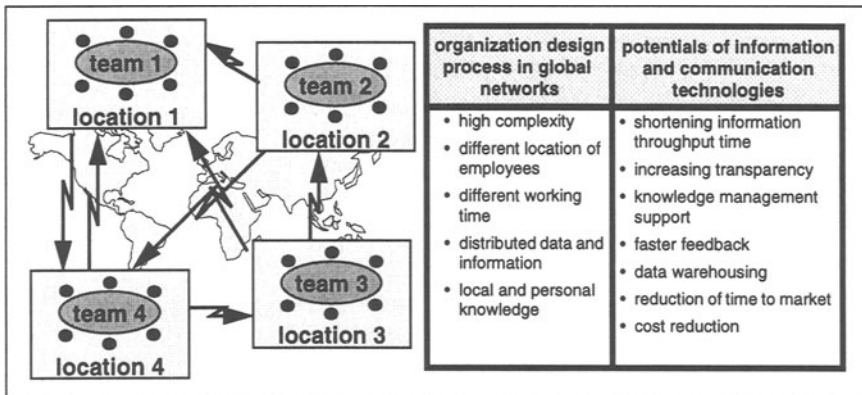 team 1
location 1
team 2
location 2
team 3
location 3
team 4
location 4
organization design
process in global
networks
• high complexity
• different location of
employees
• different working
time
• distributed data and
information
• local and personal
knowledge
potentials of information
and communication
technologies
• shortening information
throughput time
• increasing transparency
• knowledge management
support
• faster feedback
• data warehousing
• reduction of time to market
• cost reduction